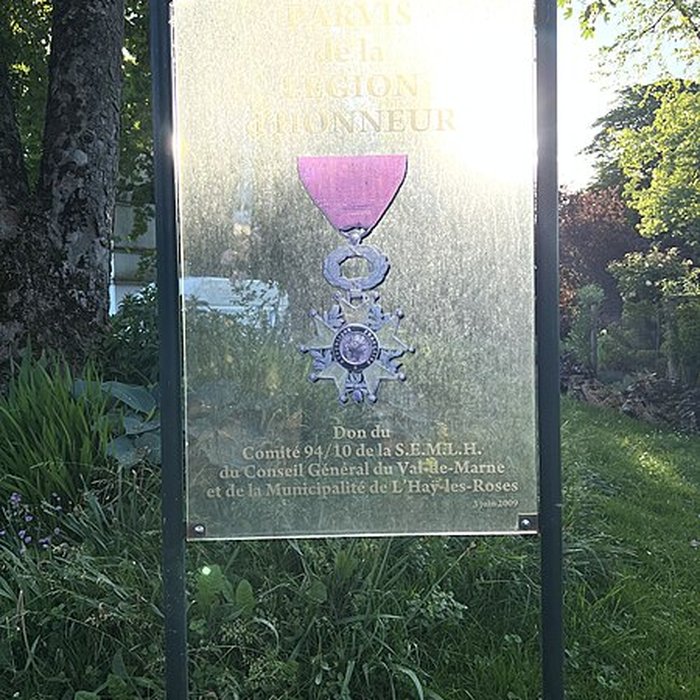 PARVIS
de la
LEGION
d'HONNEUR
Don du
Comité 94/10 de la S.E.M.L.H.
du Conseil Général du Val-de-Marne
et de la Municipalité de L'Haÿ-les-Roses
3 juin 2009